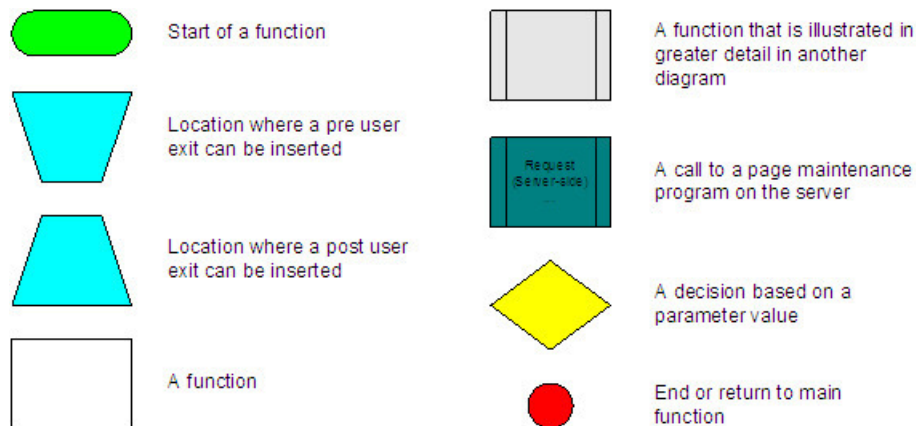 Start of a function
Location where a pre user
exit can be inserted
Location where a post user
exit can be inserted
A function
A function that is illustrated in
greater detail in another
diagram
Request
(Server-side)
....
A call to a page maintenance
program on the server
A decision based on a
parameter value
End or return to main
function